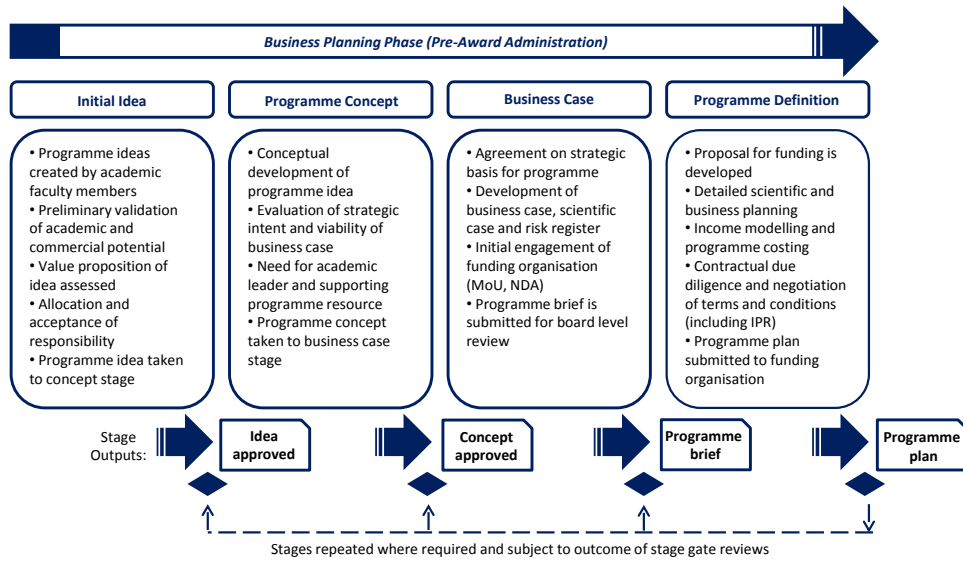 Business Planning Phase (Pre-Award Administration)
Initial Idea
Programme Concept
Business Case
Programme Definition
• Programme ideas
created by academic
faculty members
• Preliminary validation
of academic and
commercial potential
• Value proposition of
idea assessed
• Allocation and
acceptance of
responsibility
• Programme idea taken
to concept stage
• Conceptual
development of
programme idea
• Evaluation of strategic
intent and viability of
business case
• Need for academic
leader and supporting
programme resource
• Programme concept
taken to business case
stage
• Agreement on strategic
basis for programme
• Development of
business case, scientific
case and risk register
• Initial engagement of
funding organisation
(MoU, NDA)
• Programme brief is
submitted for board level
review
• Proposal for funding is
developed
• Detailed scientific and
business planning
• Income modelling and
programme costing
• Contractual due
diligence and negotiation
of terms and conditions
(including IPR)
• Programme plan
submitted to funding
organisation
Stage
Outputs:
Idea
approved
Concept
approved
Programme
brief
Programme
plan
Stages repeated where required and subject to outcome of stage gate reviews